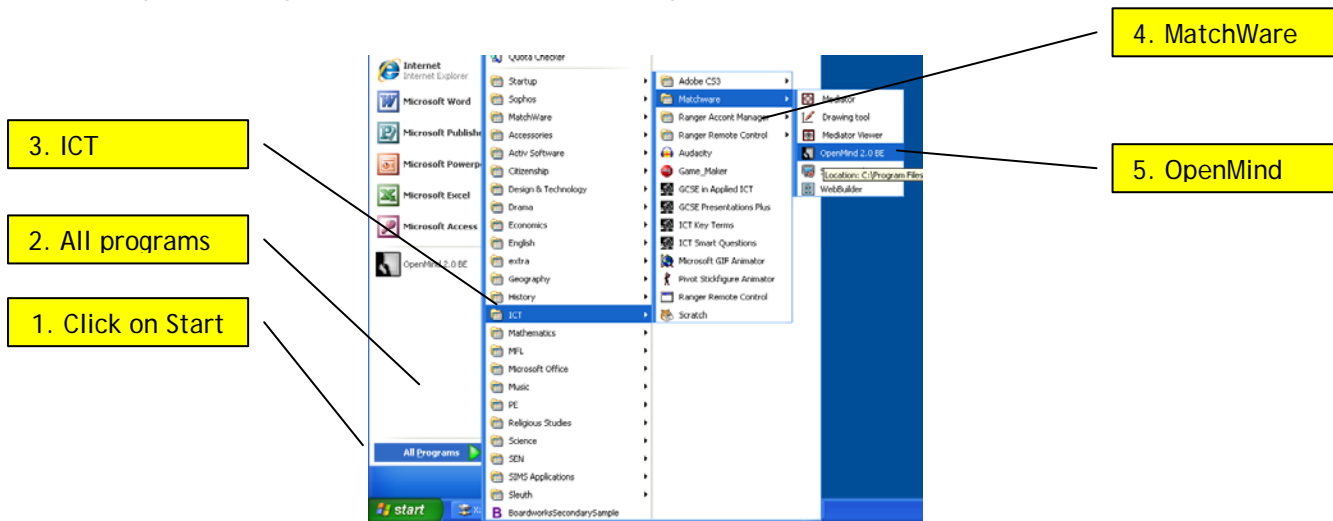 4. MatchWare
3. ICT
5. OpenMind
2. All programs
1. Click on Start
Internet
Internet Explorer
Microsoft Word
Microsoft Publishe
Microsoft Powerp
Microsoft Excel
Microsoft Access
OpenMind 2.0 BE
All Programs
start
Quota Checker
Startup
Sophos
MatchWare
Accessories
Activ Software
Citizenship
Design & Technology
Drama
Economics
English
extra
Geography
History
ICT
Mathematics
MFL
Microsoft Office
Music
PE
Religious Studies
Science
SEN
SIMS Applications
Sleuth
BoardworksSecondarySample
Adobe CS3
Matchware
Ranger Accont Manager
Ranger Remote Control
Audacity
Game_Maker
GCSE in Applied ICT
GCSE Presentations Plus
ICT Key Terms
ICT Smart Questions
Microsoft GIF Animator
Pivot Stickfigure Animator
Ranger Remote Control
Scratch
Mediator
Drawing tool
Mediator Viewer
OpenMind 2.0 BE
Location: C:\Program Files
WebBuilder